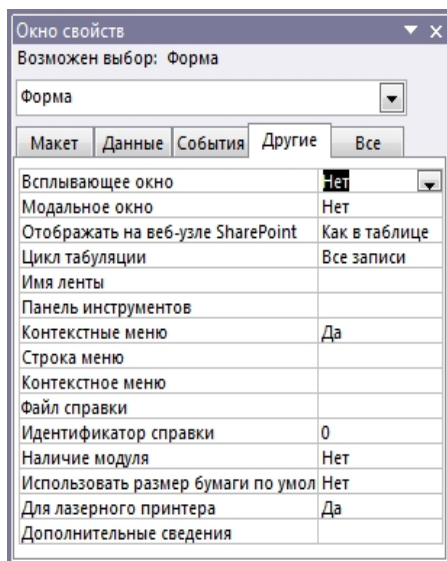 Окно свойств
Возможен выбор: Форма
Форма
Макет Данные События Другие Все
Всплывающее окно Нет
Модальное окно Нет
Отображать на веб-узле SharePoint Как в таблице
Цикл табуляции Все записи
Имя ленты
Панель инструментов
Контекстные меню Да
Строка меню
Контекстное меню
Файл справки
Идентификатор справки 0
Наличие модуля Нет
Использовать размер бумаги по умол Нет
Для лазерного принтера Да
Дополнительные сведения